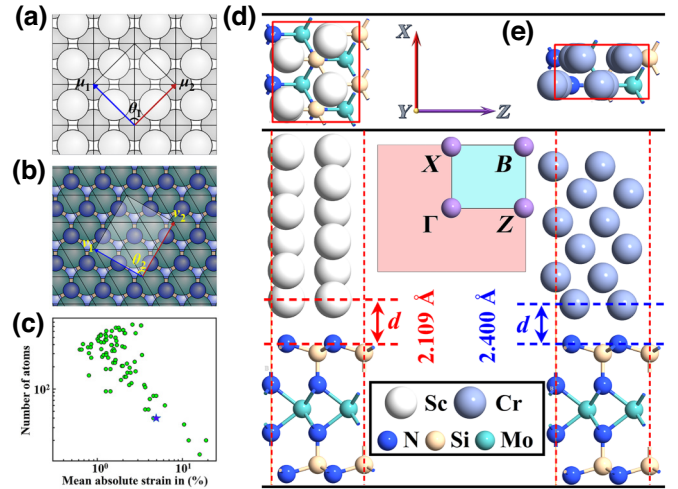 (a)
μ1 μ2
θ1
(b)
v1 v2
θ2
(c)
Number of atoms
10²
10⁰ 10¹
Mean absolute strain in (%)
(d)
X
Y Z
(e)
X B
Γ Z
d 2.109 Å
2.400 Å d
Sc Cr
N Si Mo